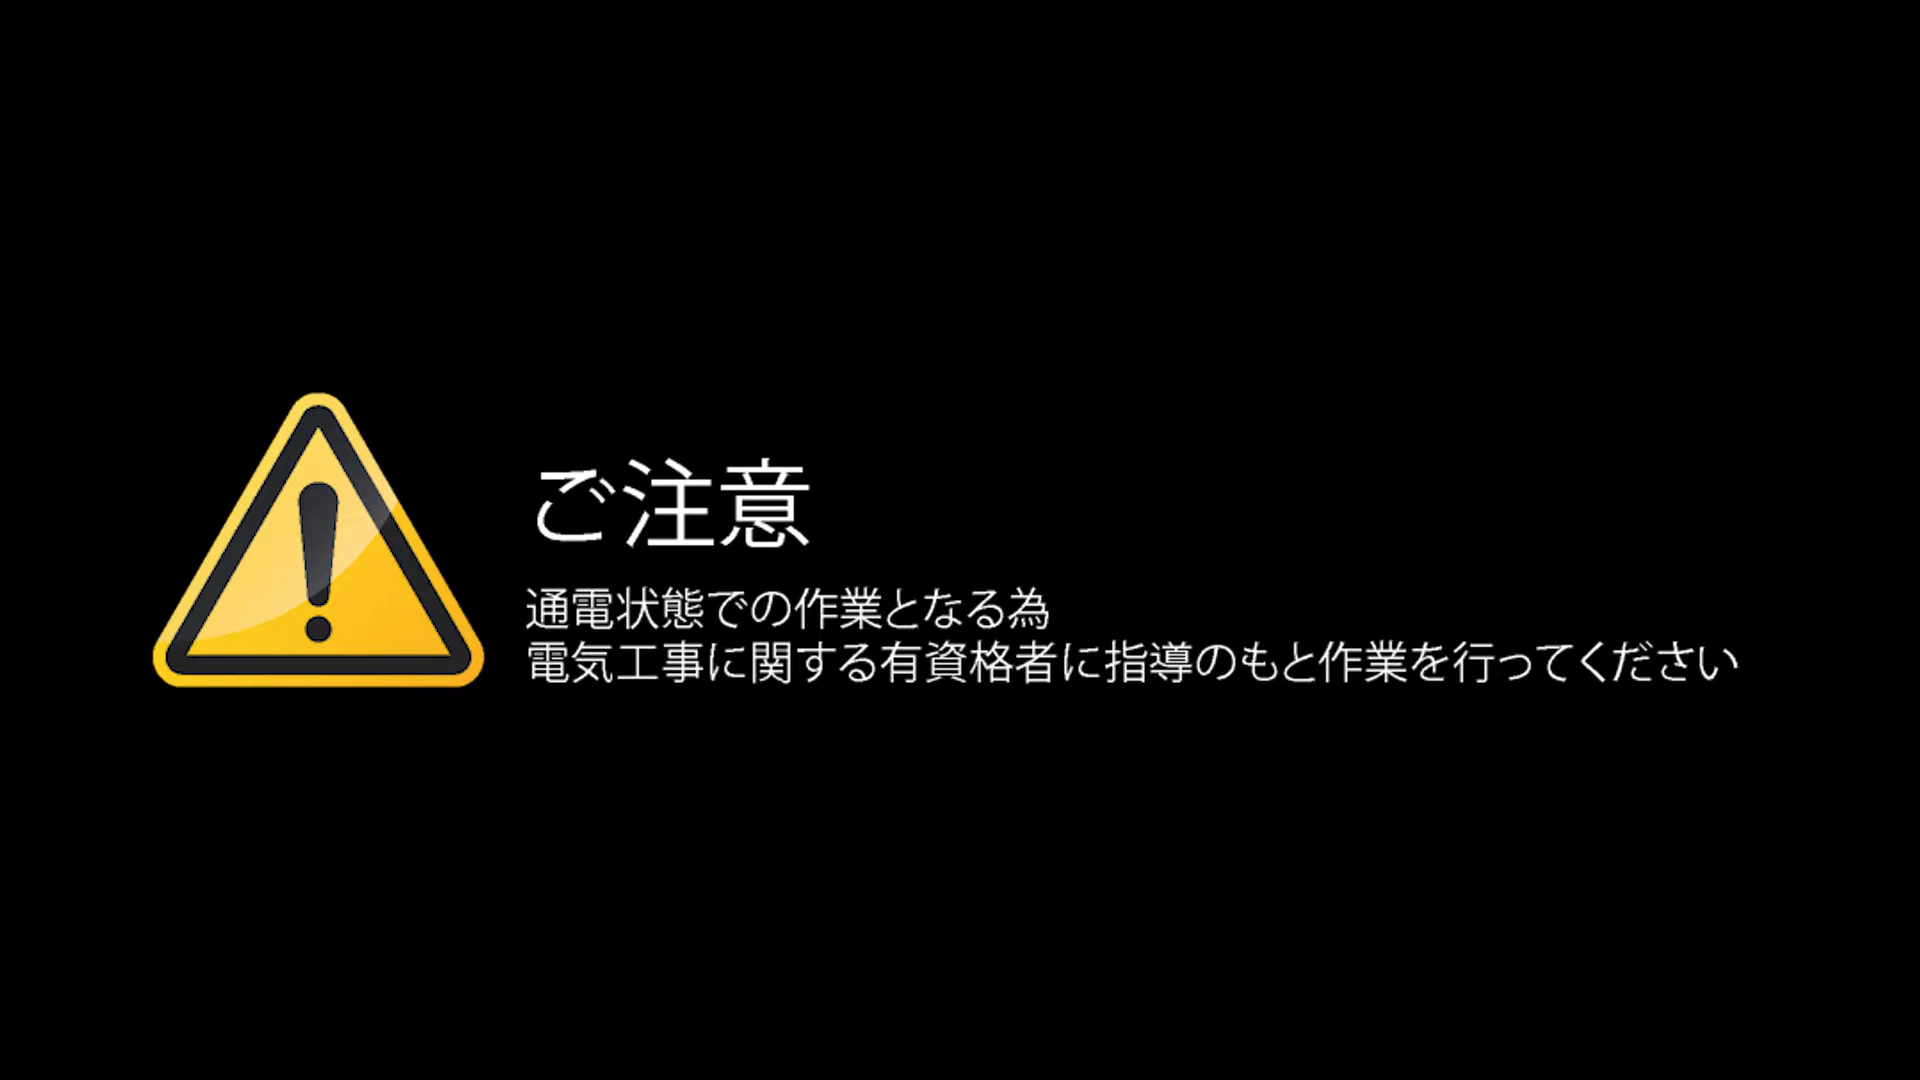 ご注意
通電状態での作業となる為
電気工事に関する有資格者に指導のもと作業を行ってください